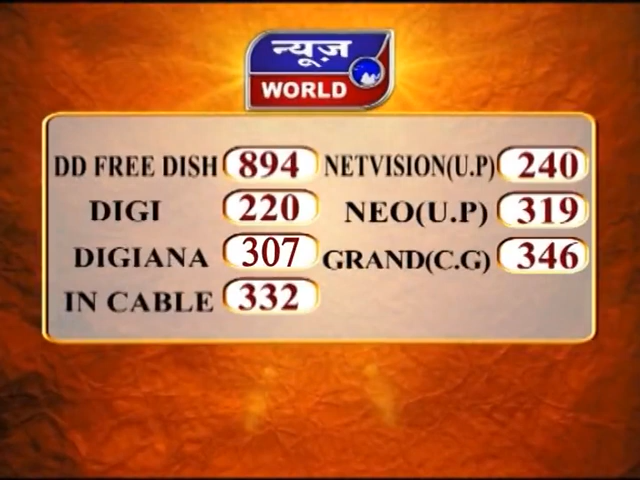 न्यूज़
WORLD
DD FREE DISH 894 NETVISION(U.P) 240
DIGI 220 NEO(U.P) 319
DIGIANA 307 GRAND(C.G) 346
IN CABLE 332